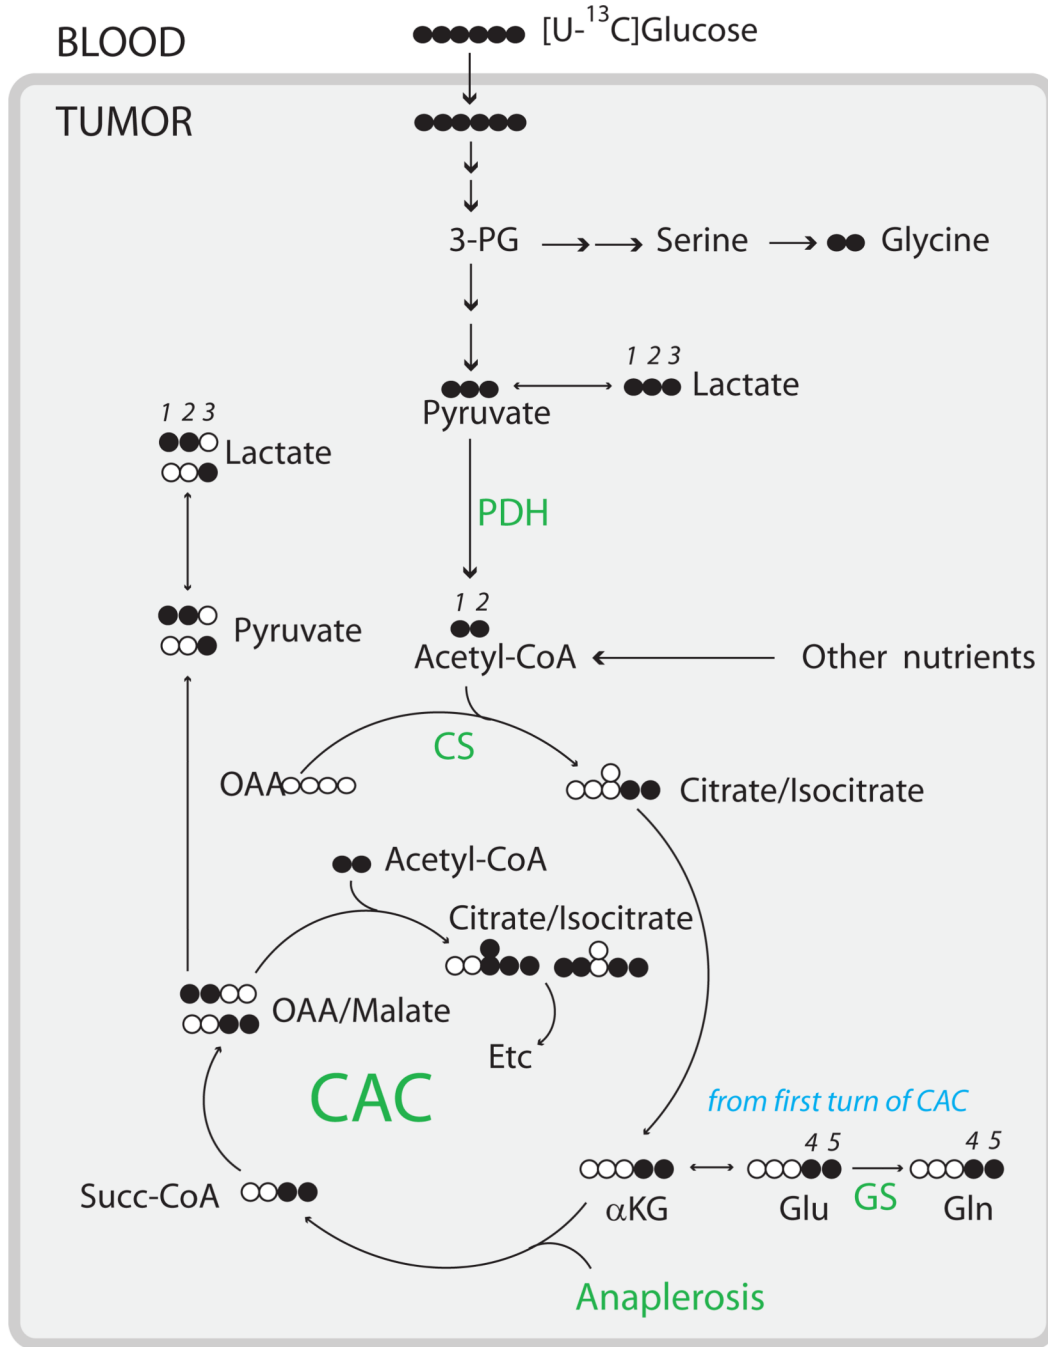 BLOOD
[U-¹³C]Glucose
TUMOR
3-PG
Serine
Glycine
1 2 3
Lactate
Pyruvate
1 2 3
Lactate
PDH
1 2
Pyruvate
Acetyl-CoA
Other nutrients
CS
OAA
Citrate/Isocitrate
Acetyl-CoA
Citrate/Isocitrate
OAA/Malate
Etc
CAC
from first turn of CAC
4 5
4 5
Succ-CoA
αKG
Glu
GS
Gln
Anaplerosis